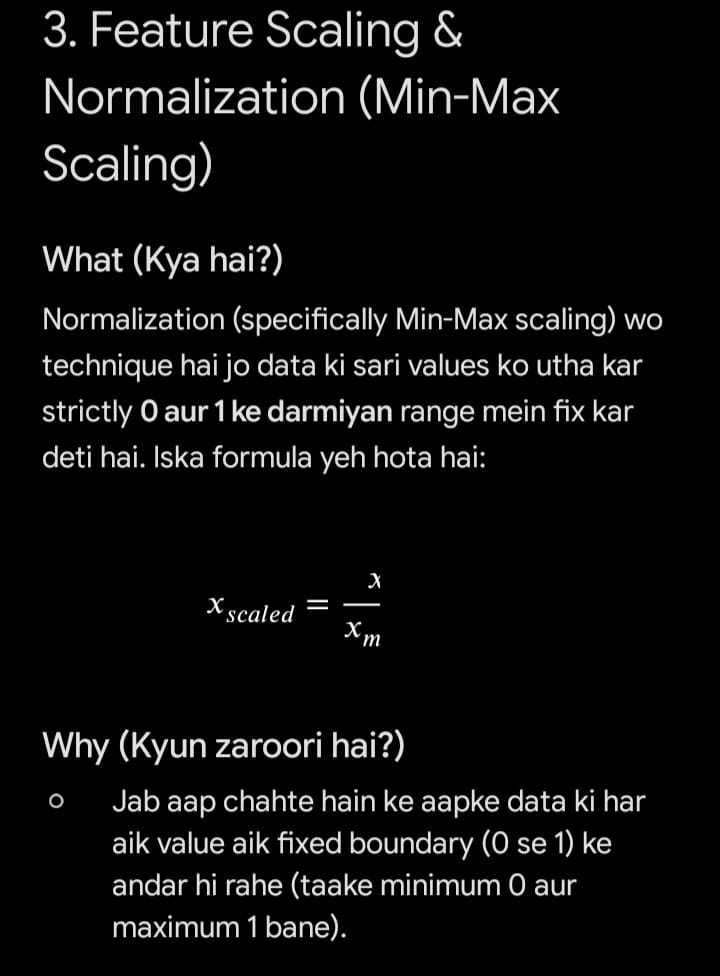 3. Feature Scaling &
Normalization (Min-Max
Scaling)
What (Kya hai?)
Normalization (specifically Min-Max scaling) wo
technique hai jo data ki sari values ko utha kar
strictly 0 aur 1 ke darmiyan range mein fix kar
deti hai. Iska formula yeh hota hai:
x_scaled = x / x_m
Why (Kyun zaroori hai?)
Jab aap chahte hain ke aapke data ki har
aik value aik fixed boundary (0 se 1) ke
andar hi rahe (taake minimum 0 aur
maximum 1 bane).